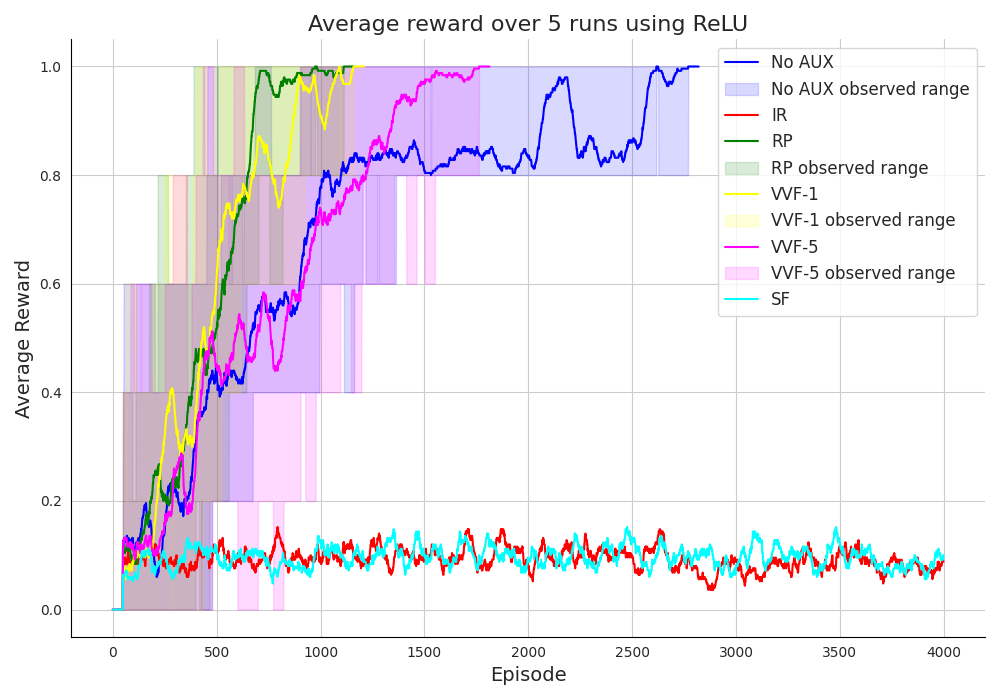 Average reward over 5 runs using ReLU
Average Reward
1.0
0.8
0.6
0.4
0.2
0.0
No AUX
No AUX observed range
IR
RP
RP observed range
VVF-1
VVF-1 observed range
VVF-5
VVF-5 observed range
SF
0 500 1000 1500 2000 2500 3000 3500 4000
Episode